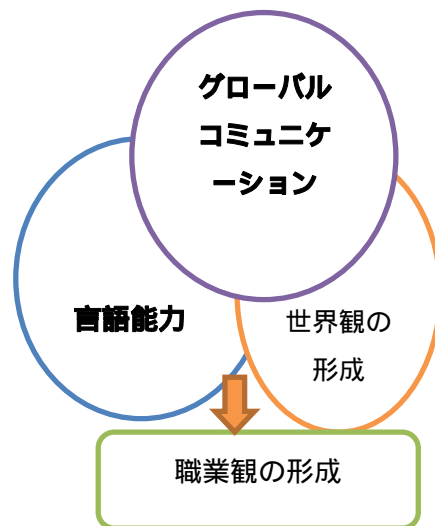 グローバル
コミュニケ
ーション
言語能力
世界観の
形成
職業観の形成